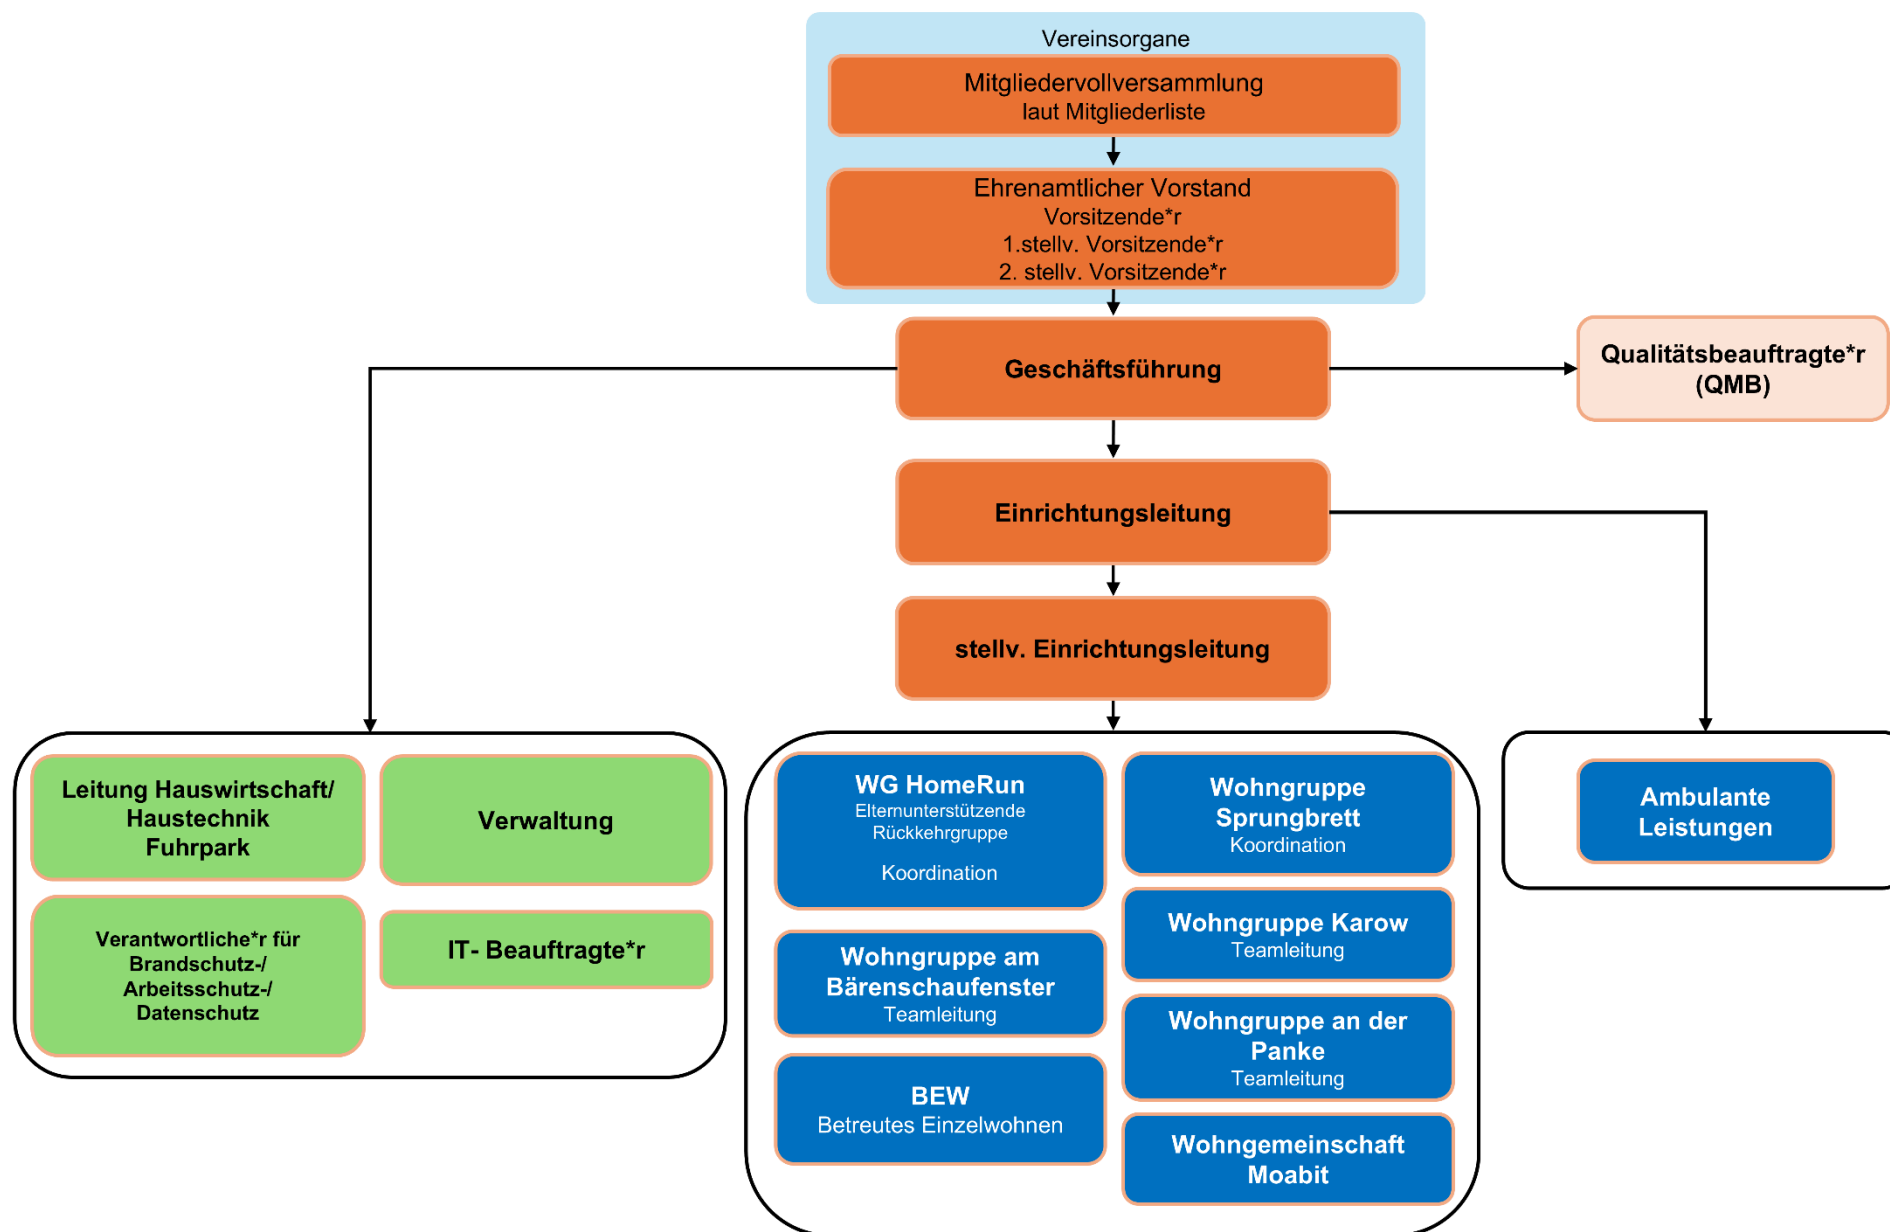 Vereinsorgane
Mitgliedervollversammlung
laut Mitgliederliste
Ehrenamtlicher Vorstand
Vorsitzende*r
1.stellv. Vorsitzende*r
2. stellv. Vorsitzende*r
Geschäftsführung
Qualitätsbeauftragte*r
(QMB)
Einrichtungsleitung
stellv. Einrichtungsleitung
Leitung Hauswirtschaft/
Haustechnik
Fuhrpark
Verwaltung
Verantwortliche*r für
Brandschutz-/
Arbeitsschutz-/
Datenschutz
IT- Beauftragte*r
WG HomeRun
Elternunterstützende
Rückkehrgruppe
Koordination
Wohngruppe
Sprungbrett
Koordination
Wohngruppe Karow
Teamleitung
Wohngruppe am
Bärenschaufenster
Teamleitung
Wohngruppe an der
Panke
Teamleitung
BEW
Betreutes Einzelwohnen
Wohngemeinschaft
Moabit
Ambulante
Leistungen